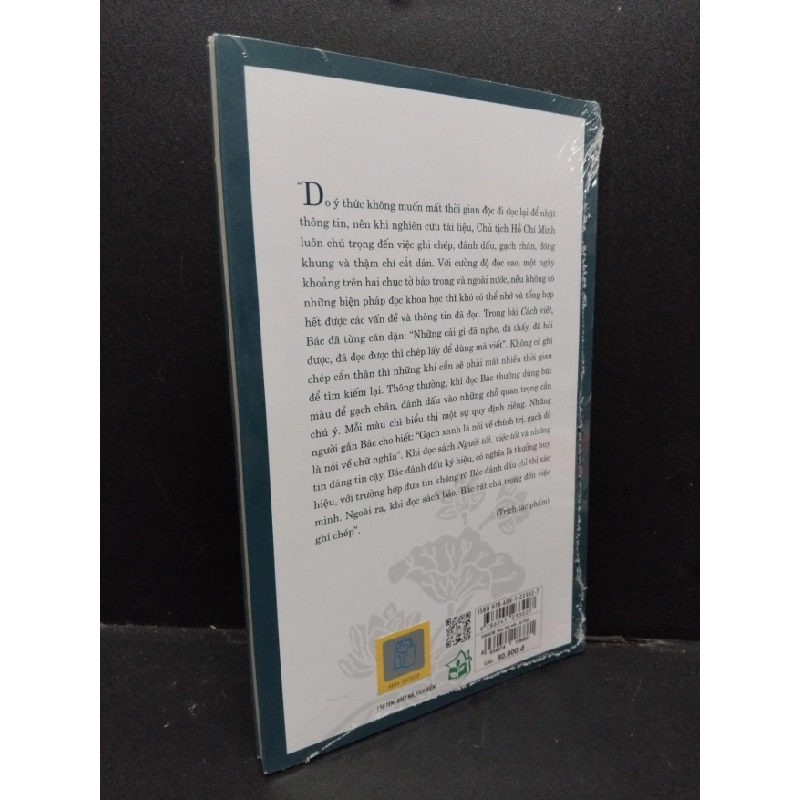 “Do ý thức không muốn mất thời gian đọc đi đọc lại để nhặt
thông tin, nên khi nghiên cứu tài liệu, Chủ tịch Hồ Chí Minh
luôn chú trọng đến việc ghi chép, đánh dấu, gạch chân, đóng
khung và thậm chí cắt dán. Với cường độ đọc cao, một ngày
khoảng trên hai chục tờ báo trong và ngoài nước, nếu không có
những biện pháp đọc khoa học thì khó có thể nhớ và tổng hợp
hết được các vấn đề và thông tin đã đọc. Trong bài Cách viết,
Bác đã từng căn dặn: “Những cái gì đã nghe, đã thấy, đã hỏi
được, đã đọc được thì chép lấy để dùng mà viết”. Không có ghi
chép cẩn thận thì những khi cần sẽ phải mất nhiều thời gian
để tìm kiếm lại. Thông thường, khi đọc Bác thường dùng bút
màu để gạch chân, đánh dấu vào những chỗ quan trọng cần
chú ý. Mỗi màu chì biểu thị một sự quy định riêng. Những
người gần Bác cho biết: “Gạch xanh là nói về chính trị, gạch đỏ
là nói về chữ nghĩa”. Khi đọc sách Người tốt, việc tốt và những
tin đáng tin cậy, Bác đánh dấu ký hiệu, có nghĩa là thưởng huy
hiệu, với trường hợp đưa tin không rõ Bác đánh dấu chỉ thị xác
minh. Ngoài ra, khi đọc sách báo, Bác rất chú trọng đến việc
ghi chép”.
(Trích tác phẩm)